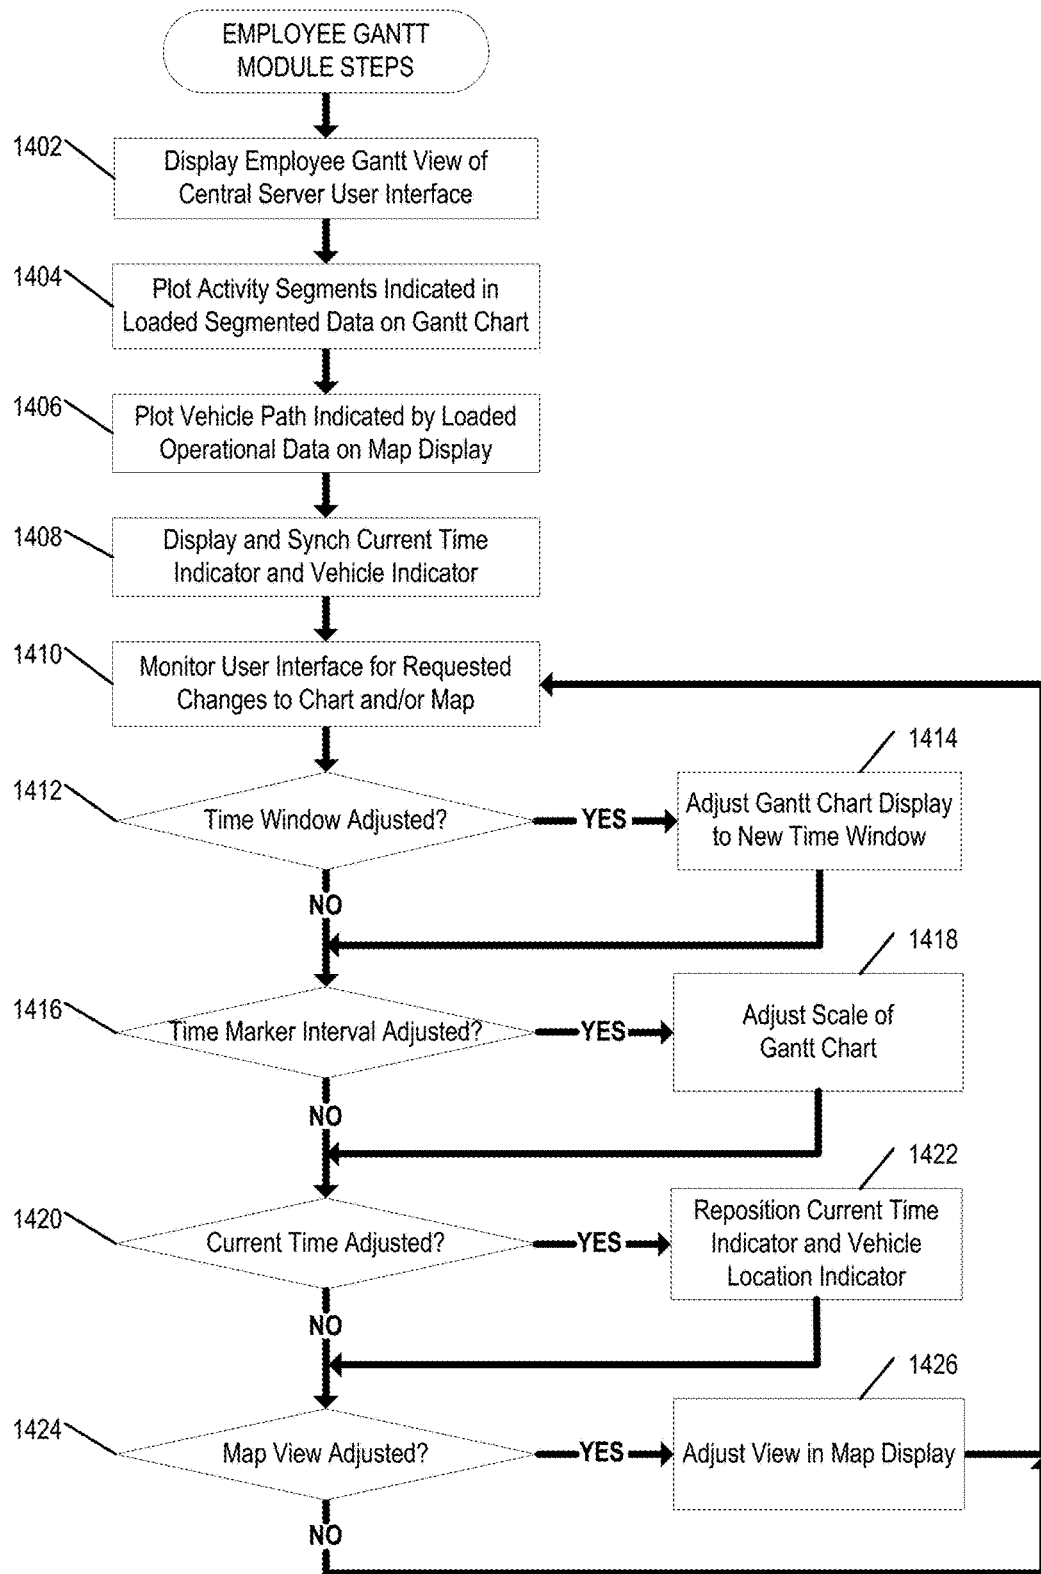 EMPLOYEE GANTT
MODULE STEPS
1402
Display Employee Gantt View of
Central Server User Interface
1404
Plot Activity Segments Indicated in
Loaded Segmented Data on Gantt Chart
1406
Plot Vehicle Path Indicated by Loaded
Operational Data on Map Display
1408
Display and Synch Current Time
Indicator and Vehicle Indicator
1410
Monitor User Interface for Requested
Changes to Chart and/or Map
1412
Time Window Adjusted?
YES
1414
Adjust Gantt Chart Display
to New Time Window
NO
1416
Time Marker Interval Adjusted?
YES
1418
Adjust Scale of
Gantt Chart
NO
1420
Current Time Adjusted?
YES
1422
Reposition Current Time
Indicator and Vehicle
Location Indicator
NO
1424
Map View Adjusted?
YES
1426
Adjust View in Map Display
NO